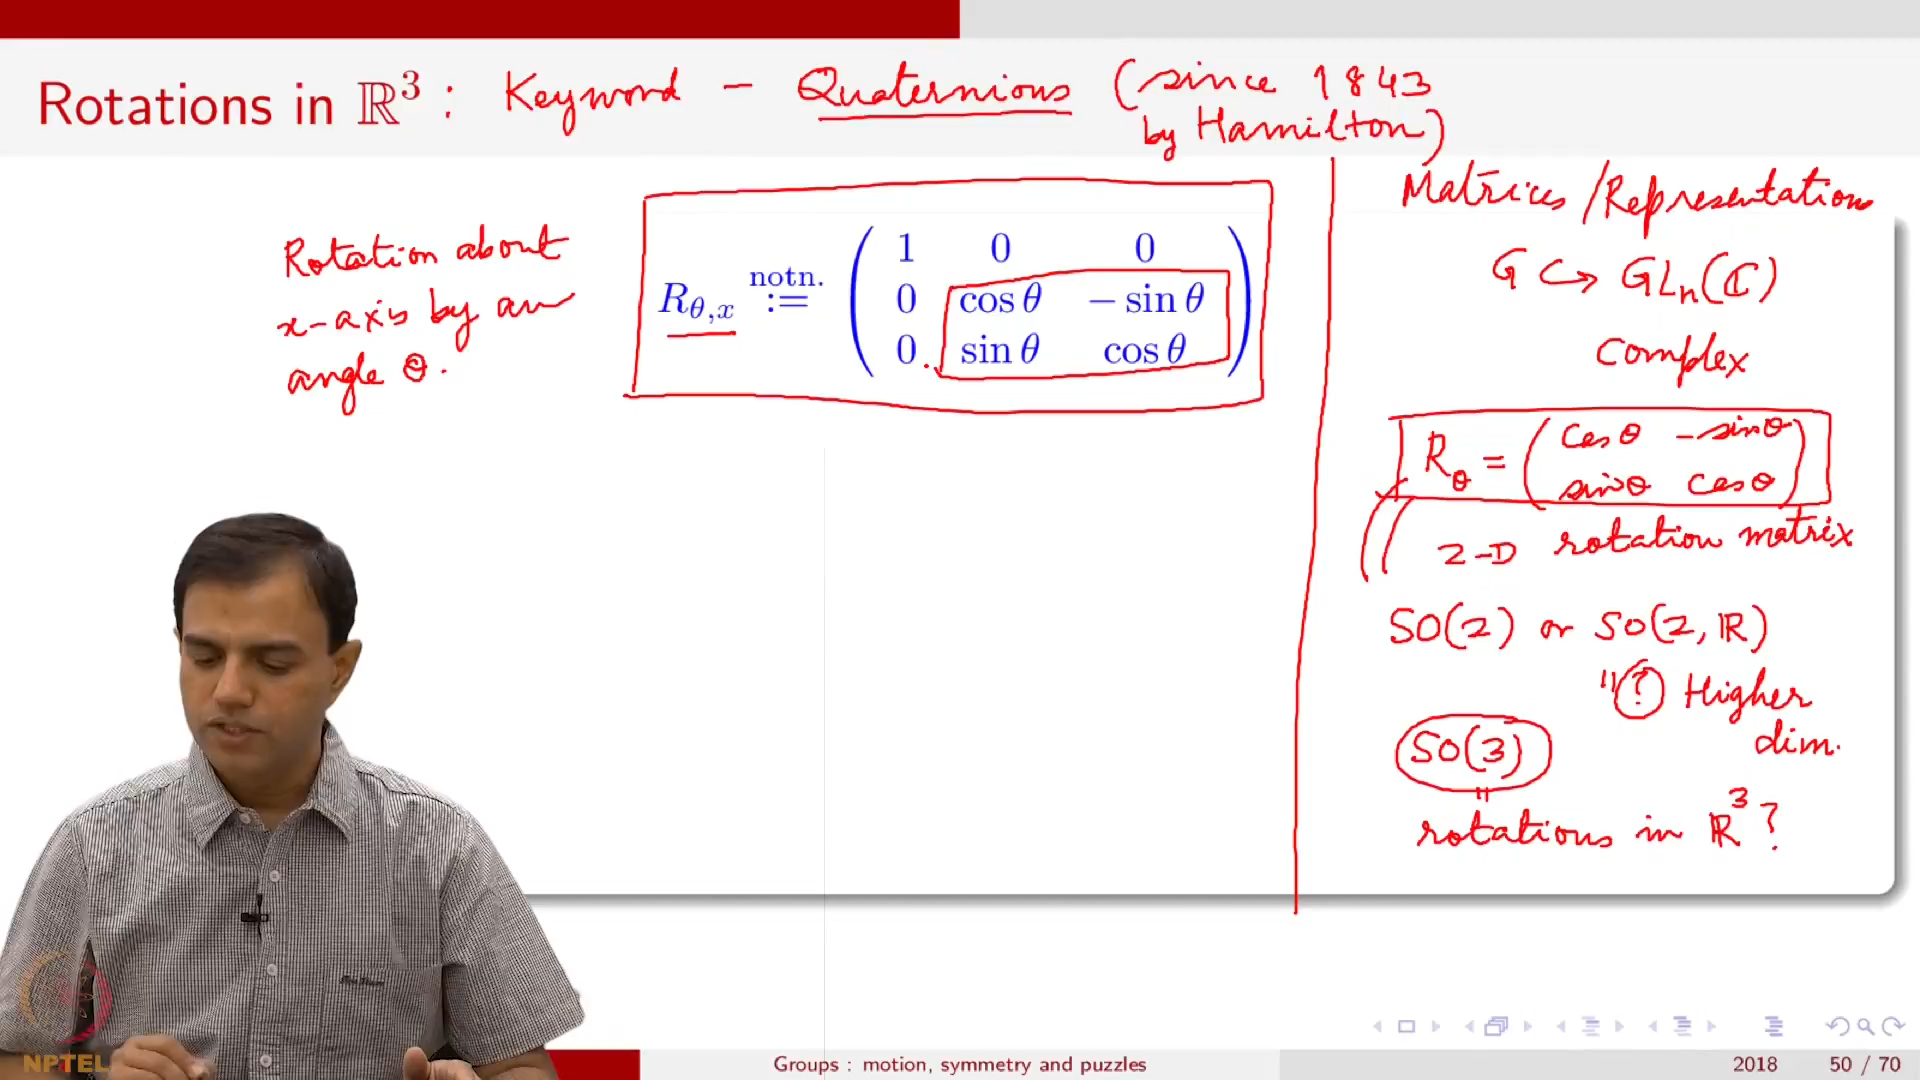 Rotations in ℝ³ : Keyword – Quaternions (since 1843
by Hamilton)
Rotation about
x-axis by an
angle θ.
R_{θ,x} notn. := ( 1 0 0
0 cos θ − sin θ
0 sin θ cos θ )
Matrices / Representations
G ↪ GLₙ(ℂ)
complex
R_θ = ( cos θ −sin θ
sin θ cos θ )
2-D rotation matrix
SO(2) or SO(2, ℝ)
" ? Higher
dim.
SO(3)
"
rotations in ℝ³ ?
NPTEL
Groups : motion, symmetry and puzzles
2018 50 / 70